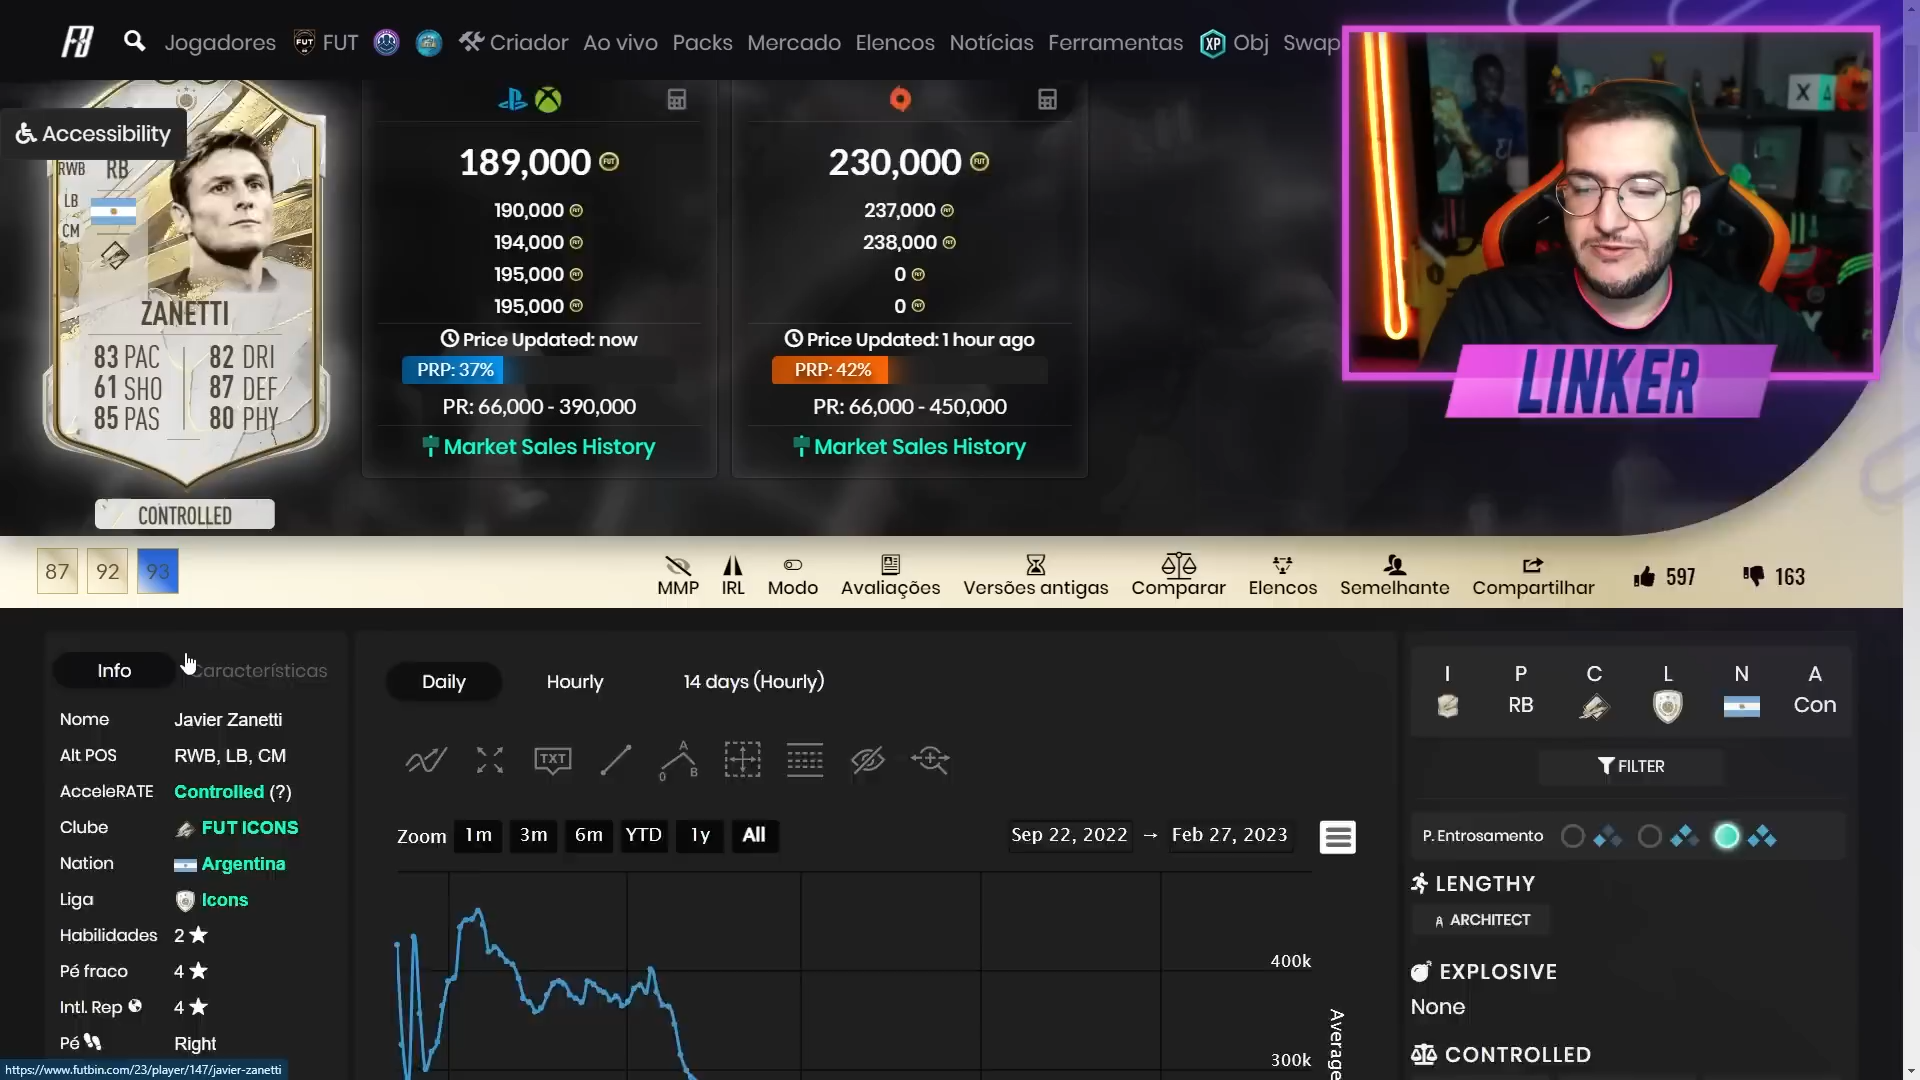 FB Jogadores FUT FUT Criador Ao vivo Packs Mercado Elencos Notícias Ferramentas XP Obj Swap
X
Accessibility
RWB RB
LB
CM
ZANETTI
83 PAC 82 DRI
61 SHO 87 DEF
85 PAS 80 PHY
CONTROLLED
189,000 FUT
190,000
194,000
195,000
195,000
Price Updated: now
PRP: 37%
PR: 66,000 - 390,000
Market Sales History
230,000 FUT
237,000
238,000
0
0
Price Updated: 1 hour ago
PRP: 42%
PR: 66,000 - 450,000
Market Sales History
LINKER
87 92 93
MMP IRL Modo Avaliações Versões antigas Comparar Elencos Semelhante Compartilhar 597 163
Info Características
Nome Javier Zanetti
Alt POS RWB, LB, CM
AcceleRATE Controlled (?)
Clube FUT ICONS
Nation Argentina
Liga Icons
Habilidades 2
Pé fraco 4
Intl. Rep 4
Pé Right
https://www.futbin.com/23/player/147/javier-zanetti
Daily Hourly 14 days (Hourly)
TXT A 0 B
Zoom 1m 3m 6m YTD 1y All Sep 22, 2022 → Feb 27, 2023
400k
300k
Average
I P C L N A
RB Con
FILTER
P. Entrosamento
LENGTHY
ARCHITECT
EXPLOSIVE
None
CONTROLLED